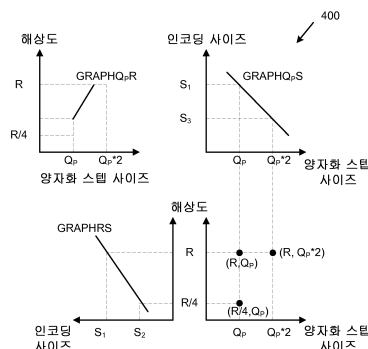 400
해상도
GRAPHQPR
R
R/4
QP
QP*2
양자화 스텝 사이즈
인코딩 사이즈
GRAPHQPS
S1
S3
QP
QP*2
양자화 스텝
사이즈
해상도
GRAPHRS
R
R/4
인코딩
사이즈
S1
S2
(R,QP)
(R, QP*2)
(R/4,QP)
QP
QP*2
양자화 스텝
사이즈